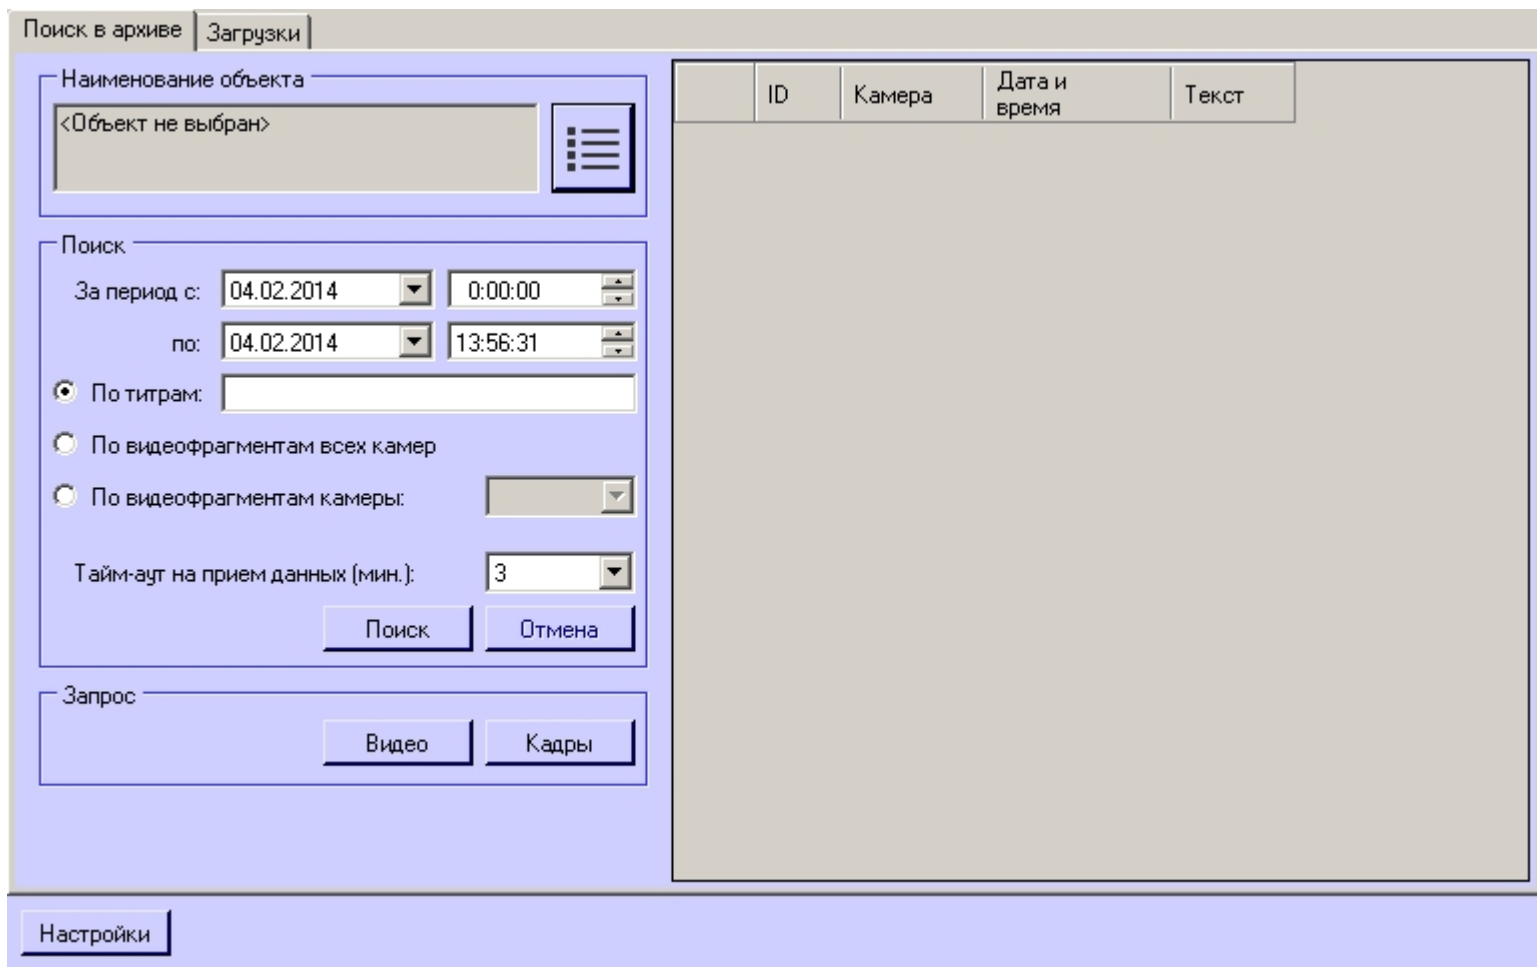 Поиск в архиве
Загрузки
Наименование объекта
<Объект не выбран>
Поиск
За период с: 04.02.2014 0:00:00
по: 04.02.2014 13:56:31
По титрам:
По видеофрагментам всех камер
По видеофрагментам камеры:
Тайм-аут на прием данных (мин.): 3
Поиск
Отмена
Запрос
Видео
Кадры
ID
Камера
Дата и
время
Текст
Настройки